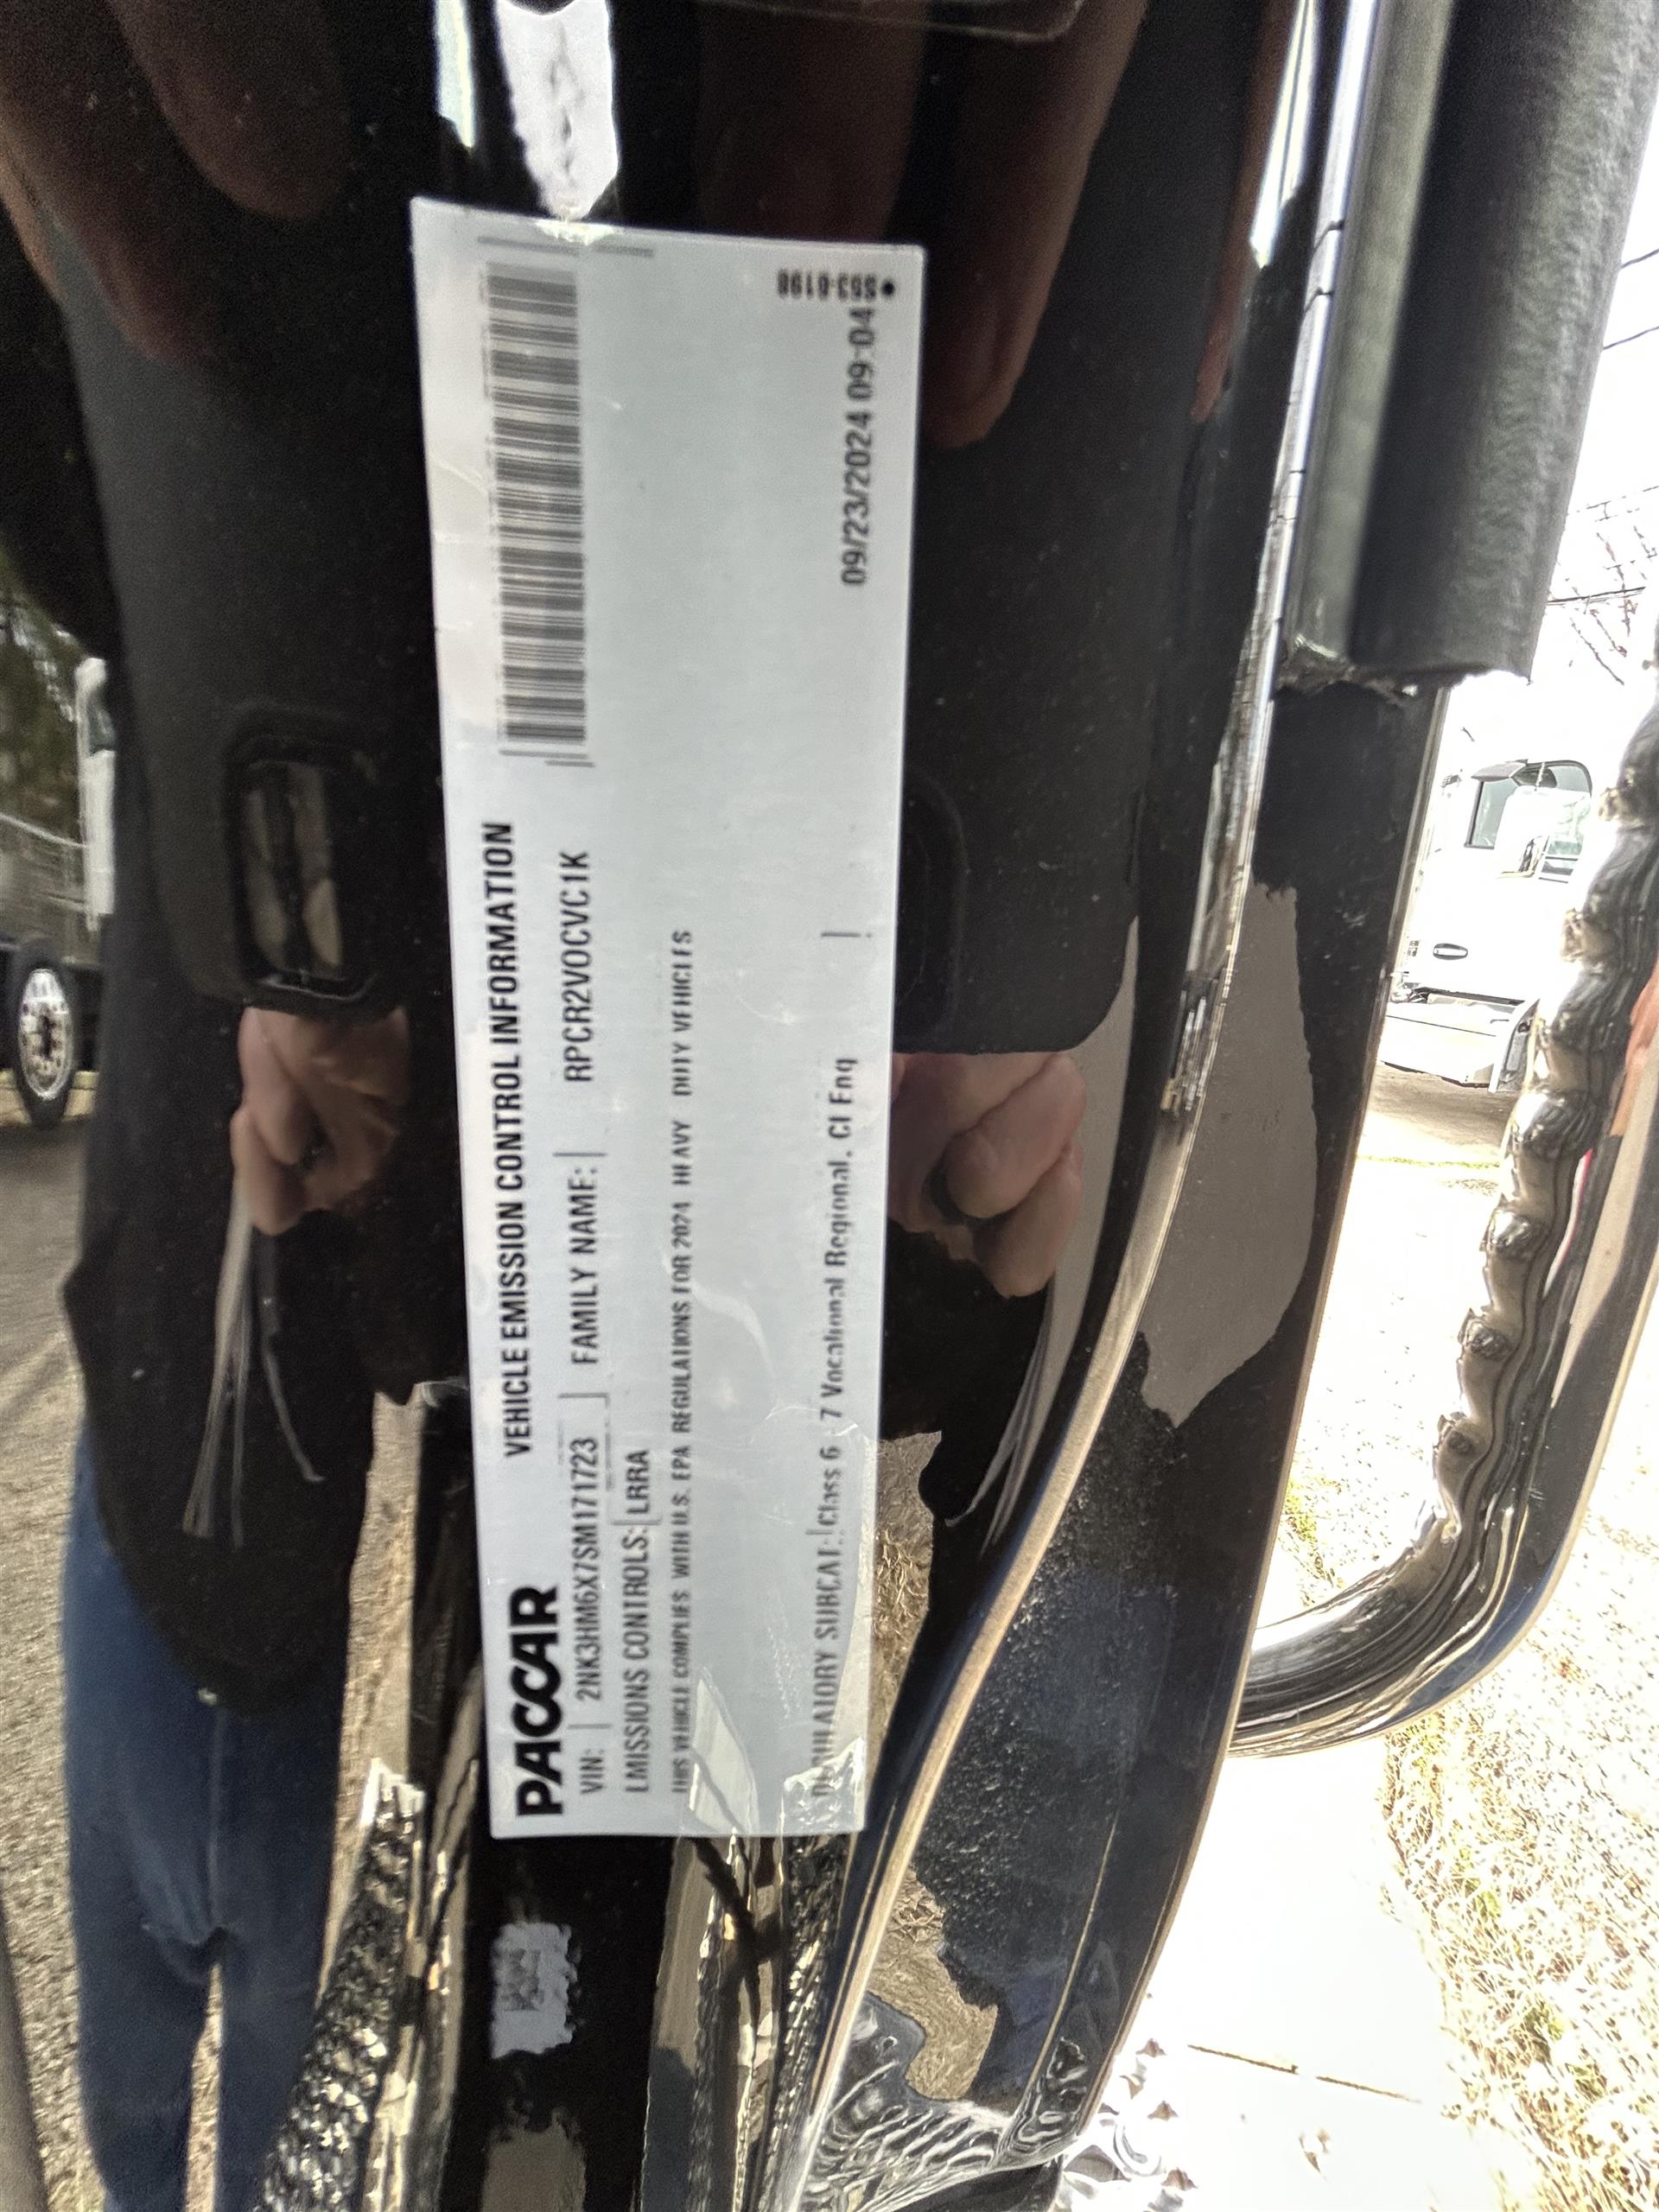 PACCAR VEHICLE EMISSION CONTROL INFORMATION
VIN: 2NK3HM6X7SM171723 FAMILY NAME: RPCR2VOCVC1K
EMISSIONS CONTROLS: LRRA
THIS VEHICLE COMPLIES WITH U.S. EPA REGULATIONS FOR 2024 HEAVY DUTY VEHICLES
REGULATORY SUBCAT: Class 6 7 Vocational Regional, CI Eng
09/23/2024 09:04
S53-6198